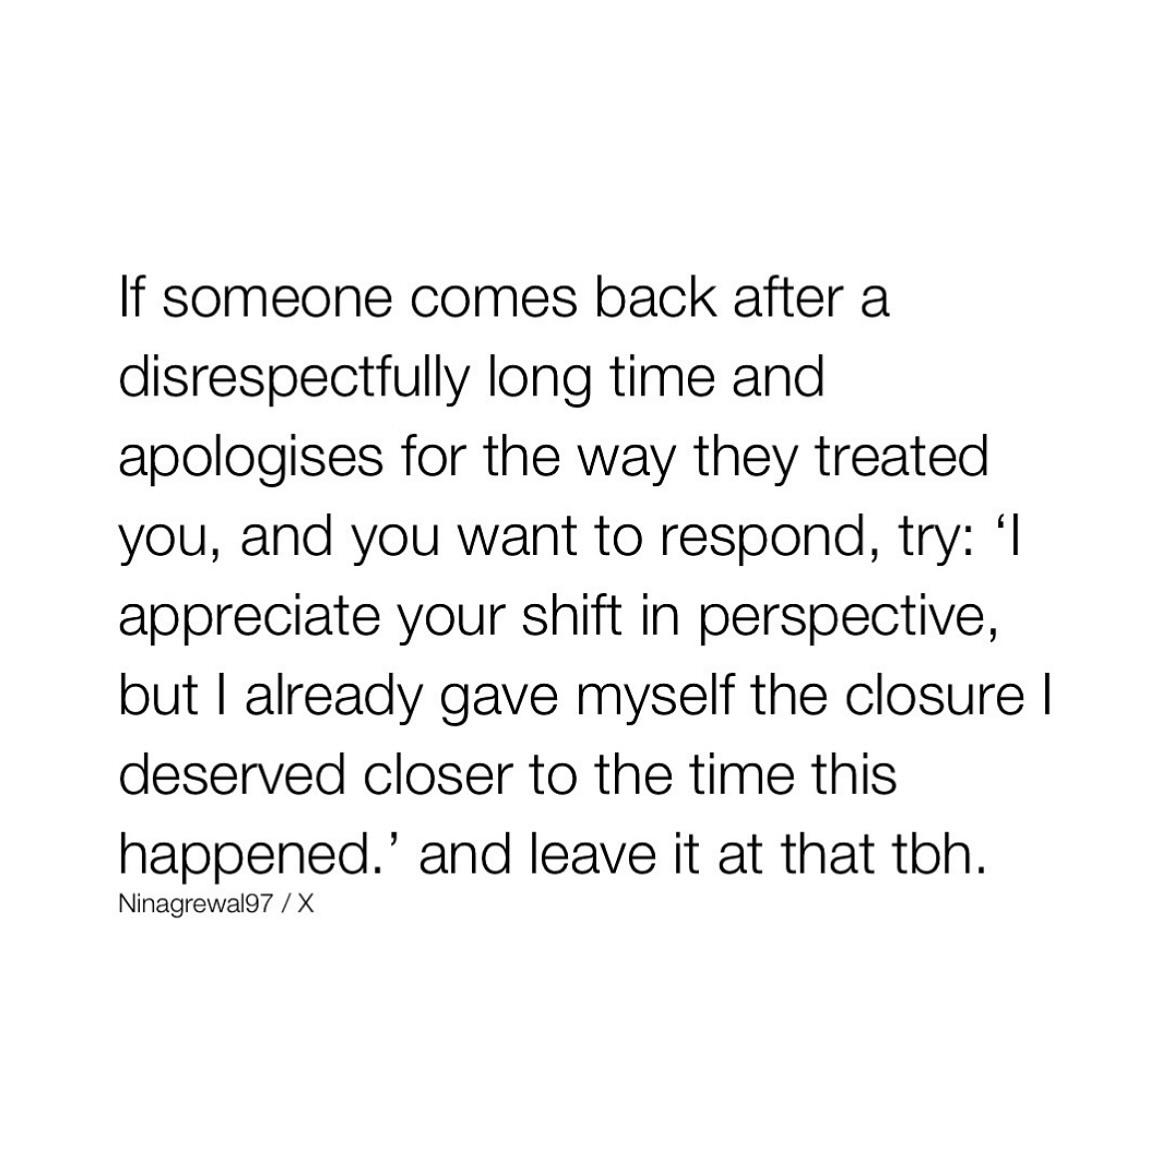 If someone comes back after a
disrespectfully long time and
apologises for the way they treated
you, and you want to respond, try: ‘I
appreciate your shift in perspective,
but I already gave myself the closure I
deserved closer to the time this
happened.’ and leave it at that tbh.
Ninagrewal97 / X